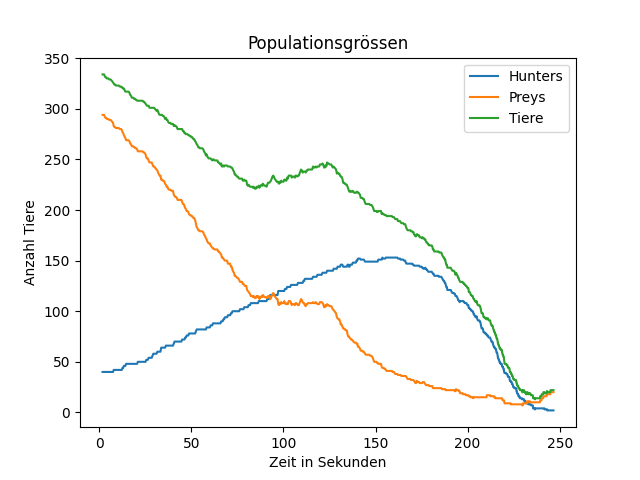 Populationsgrössen
350
300
250
200
150
100
50
0
Anzahl Tiere
Hunters
Preys
Tiere
0 50 100 150 200 250
Zeit in Sekunden